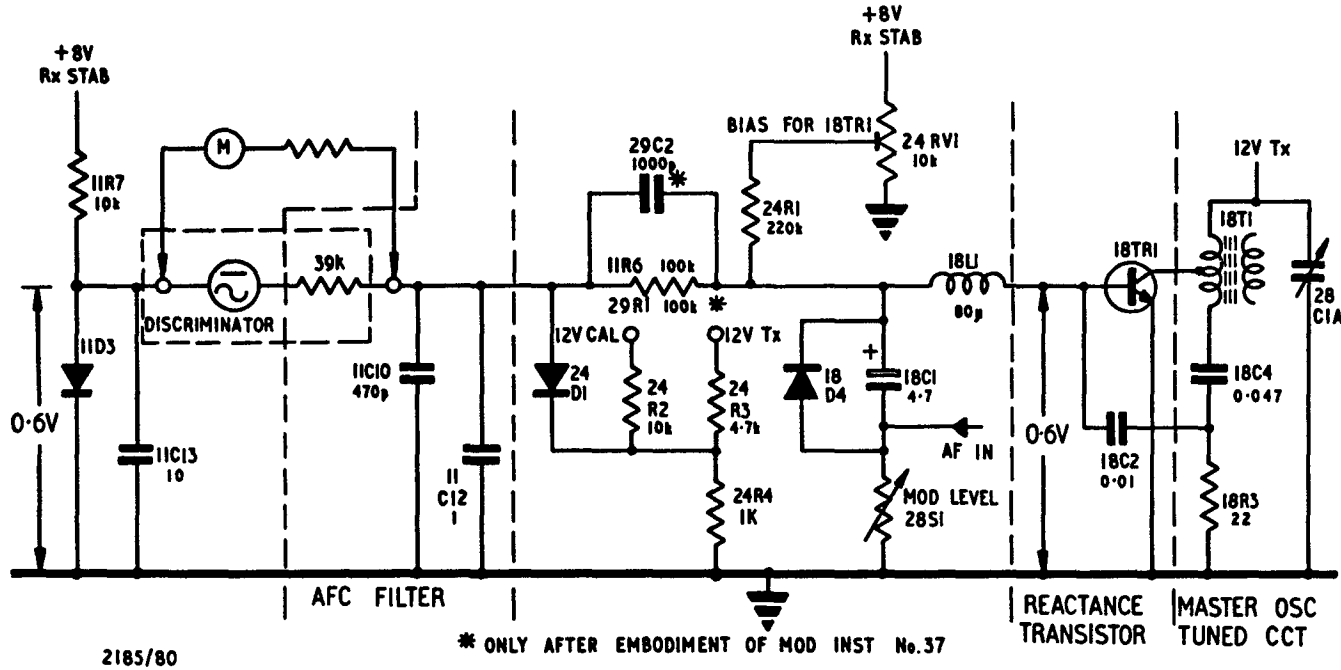 +8V
Rx STAB
11R7
10k
M
39k
DISCRIMINATOR
11D3
0·6V
11C13
10
11C10
470p
11
C12
1
AFC FILTER
29C2
1000p
*
11R6 100k
29R1 100k *
12V CAL
12V Tx
24
D1
24
R2
10k
24
R3
4.7k
24R4
1K
+8V
Rx STAB
BIAS FOR 18TR1
24RV1
10k
24R1
220k
18
D4
+
18C1
4.7
AF IN
MOD LEVEL
28S1
18L1
80μ
0·6V
18TR1
18C2
0.01
REACTANCE
TRANSISTOR
12V Tx
18T1
28
C1A
18C4
0.047
18R3
22
MASTER OSC
TUNED CCT
* ONLY AFTER EMBODIMENT OF MOD INST No.37
2185/80